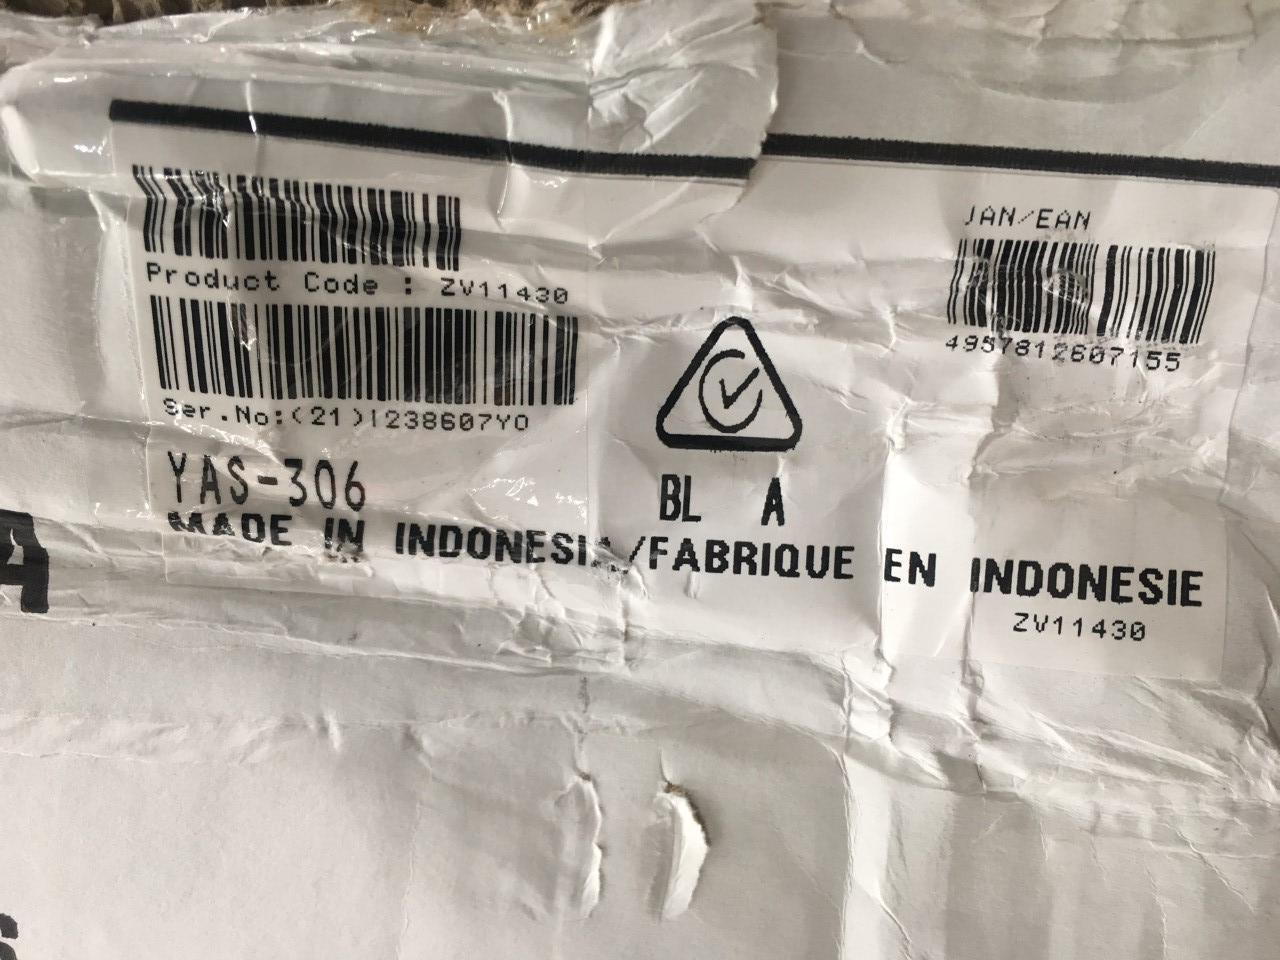 JAN/EAN
Product Code : ZV11430
4957812607155
Ser.No:(21)I238607YO
YAS-306
BL A
MADE IN INDONESIA/FABRIQUE EN INDONESIE
ZV11430
A
S